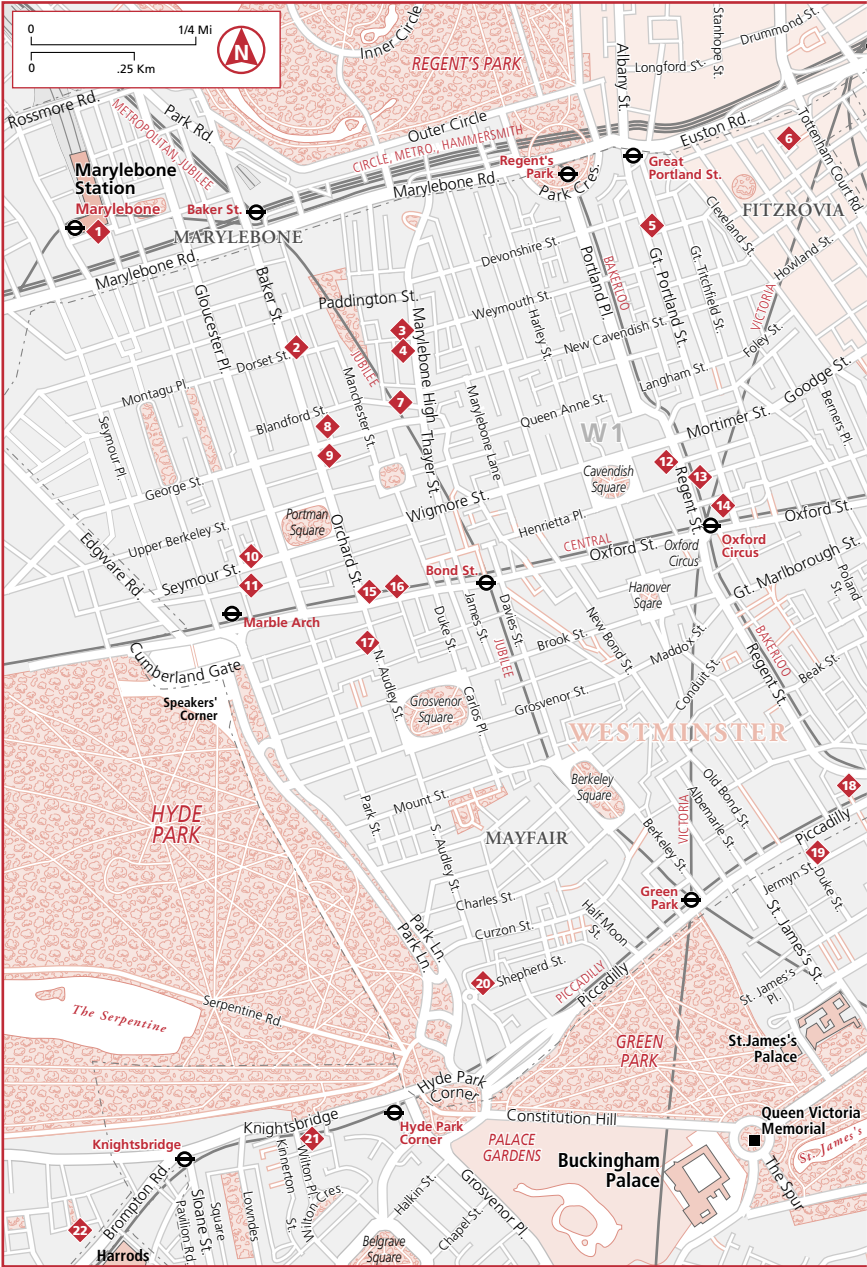 0
1/4 Mi
0
.25 Km
N
Inner Circle
REGENT'S PARK
Albany St.
Stanhope St.
Drummond St.
Longford St.
Rossmore Rd.
METROPOLITAN, JUBILEE
Park Rd.
Outer Circle
CIRCLE, METRO., HAMMERSMITH
Euston Rd.
6
Tottenham Court Rd.
Marylebone
Station
Marylebone
1
Baker St.
MARYLEBONE
Marylebone Rd.
Marylebone Rd.
Regent's
Park
Park Cres.
Great
Portland St.
FITZROVIA
5
Cleveland St.
Howland St.
Devonshire St.
Portland Pl.
BAKERLOO
Gt. Portland St.
Gt. Titchfield St.
VICTORIA
Gloucester Pl.
Baker St.
Paddington St.
Weymouth St.
Harley St.
New Cavendish St.
Foley St.
3
4
2
Dorset St.
JUBILEE
Marylebone High
Thayer St.
Langham St.
Goodge St.
Montagu Pl.
Manchester St.
7
Marylebone Lane
Queen Anne St.
Mortimer St.
Berners Pl.
Seymour Pl.
Blandford St.
8
9
W1
12
Cavendish
Square
Regent St.
13
14
George St.
Wigmore St.
Portman
Square
Henrietta Pl.
Oxford
Circus
Oxford St.
Upper Berkeley St.
Orchard St.
CENTRAL
Oxford St.
Oxford
Circus
Edgware Rd.
10
Seymour St.
11
Bond St.
15
16
Hanover
Sqare
Gt. Marlborough St.
Poland
St.
Marble Arch
17
Duke St.
James St.
Davies St.
JUBILEE
Brook St.
New Bond St.
Maddox St.
BAKERLOO
Beak St.
Cumberland Gate
Speakers'
Corner
N. Audley St.
Grosvenor
Square
Carlos Pl.
Grosvenor St.
Conduit St.
Regent St.
WESTMINSTER
HYDE
PARK
Park St.
Mount St.
Berkeley
Square
Old Bond St.
Albemarle St.
VICTORIA
18
MAYFAIR
S. Audley St.
Berkeley St.
Piccadilly
19
Jermyn St.
Duke St.
Charles St.
Green
Park
Half Moon
St.
Curzon St.
Park Ln.
Park Ln.
St. James's St.
20
Shepherd St.
PICCADILLY
Piccadilly
St. James's
Pl.
The Serpentine
Serpentine Rd.
GREEN
PARK
St.James's
Palace
Hyde Park
Corner
Constitution Hill
Queen Victoria
Memorial
Knightsbridge
Hyde Park
Corner
21
Knightsbridge
PALACE
GARDENS
Buckingham
Palace
St. James's
The Spur
Brompton Rd.
Sloane St.
Pavilion Rd.
Square
Lowndes
Kinnerton
St.
Wilton Pl.
Wilton Cres.
Halkin St.
Chapel St.
Grosvenor Pl.
Belgrave
Square
22
Harrods